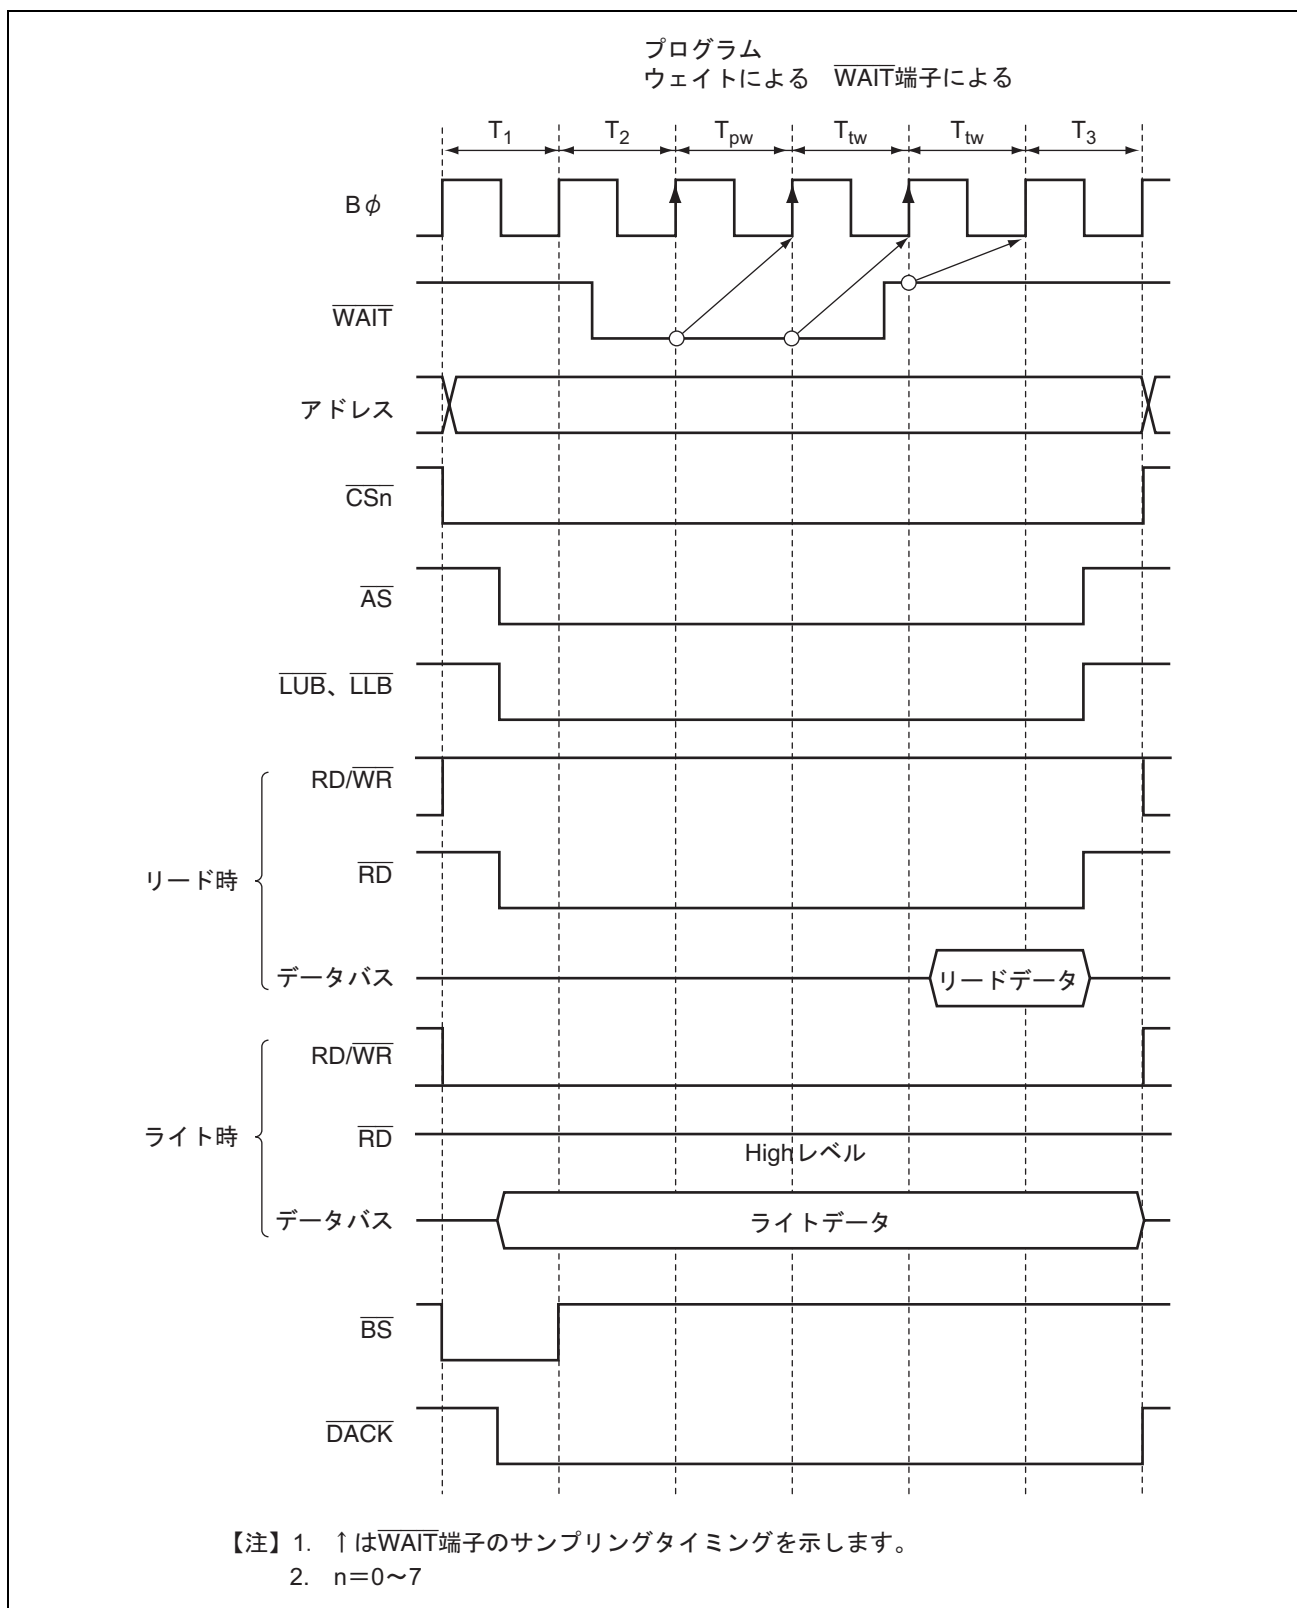 プログラム
ウェイトによる WAIT端子による
T1 T2 Tpw Ttw Ttw T3
Bφ
WAIT
アドレス
CSn
AS
LUB、LLB
リード時
RD/WR
RD
データバス
リードデータ
ライト時
RD/WR
RD
Highレベル
データバス
ライトデータ
BS
DACK
【注】1. ↑はWAIT端子のサンプリングタイミングを示します。
2. n＝0～7